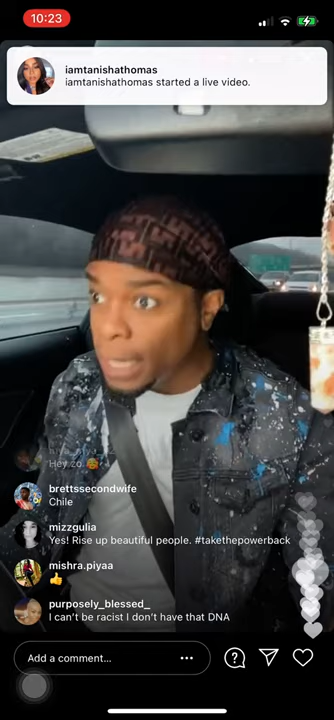 10:23
iamtanishathomas
iamtanishathomas started a live video.
Hey zo 🥰
brettssecondwife
Chile
mizzgulia
Yes! Rise up beautiful people. #takethepowerback
mishra.piyaa
👍
purposely_blessed_
I can't be racist I don't have that DNA
Add a comment...